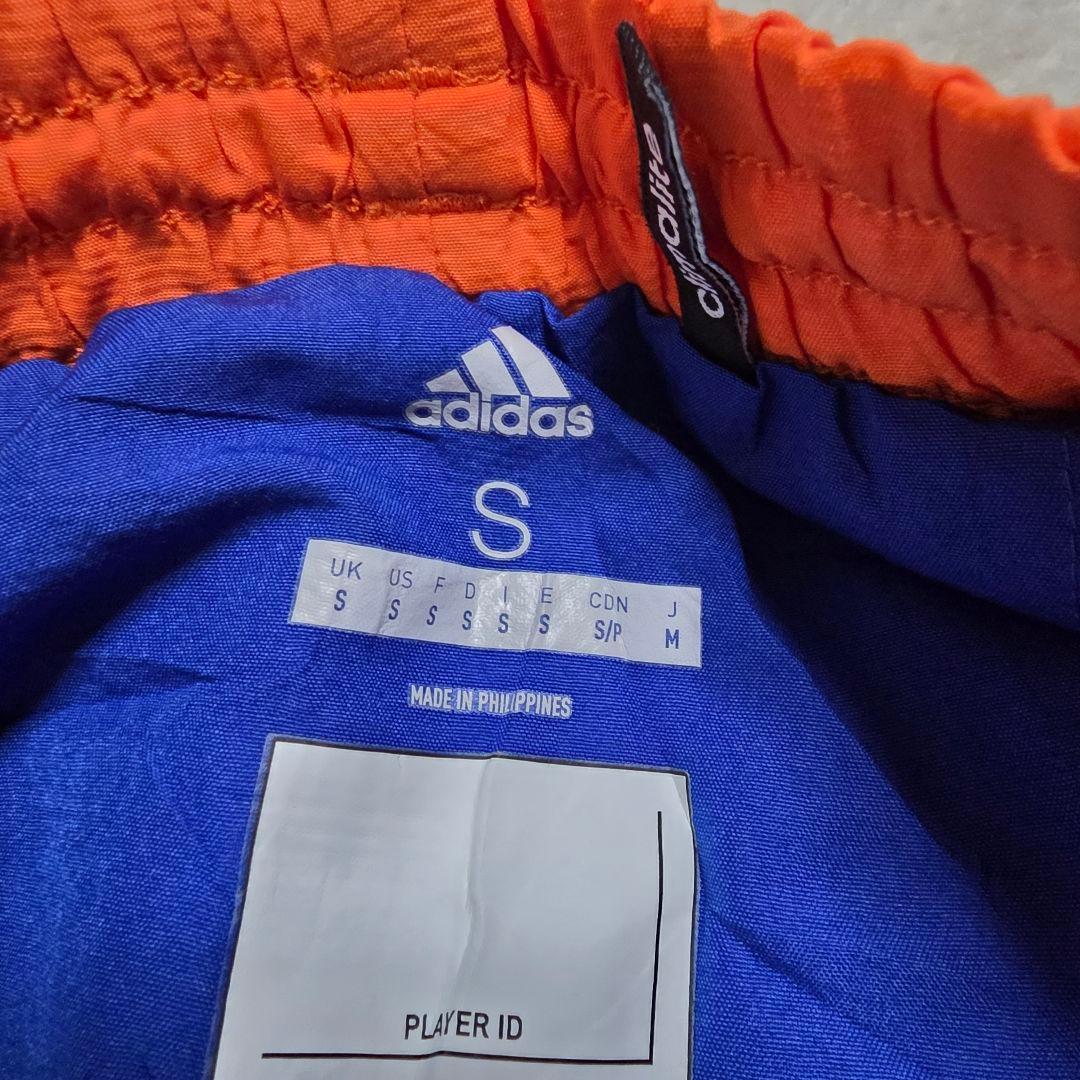 climalite
adidas
S
UK US F D I E CDN J
S S S S S S S/P M
MADE IN PHILIPPINES
PLAYER ID